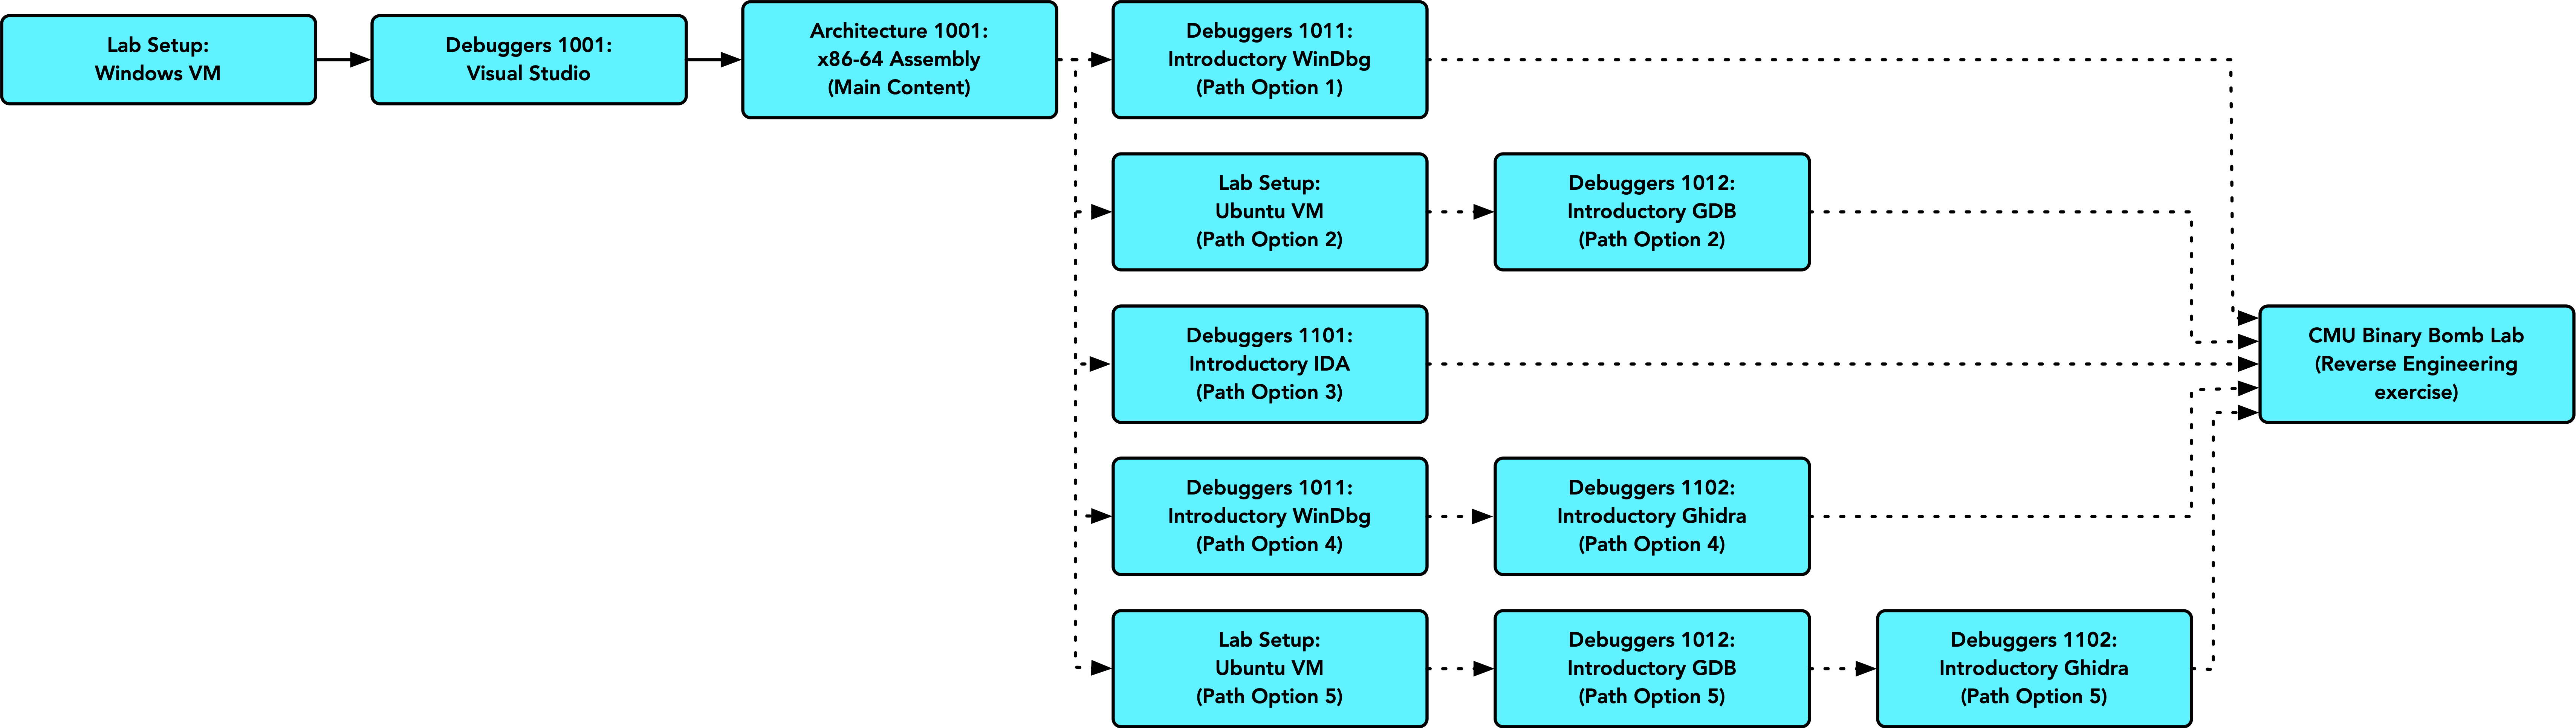 Lab Setup:
Windows VM
Debuggers 1001:
Visual Studio
Architecture 1001:
x86-64 Assembly
(Main Content)
Debuggers 1011:
Introductory WinDbg
(Path Option 1)
Lab Setup:
Ubuntu VM
(Path Option 2)
Debuggers 1012:
Introductory GDB
(Path Option 2)
Debuggers 1101:
Introductory IDA
(Path Option 3)
CMU Binary Bomb Lab
(Reverse Engineering
exercise)
Debuggers 1011:
Introductory WinDbg
(Path Option 4)
Debuggers 1102:
Introductory Ghidra
(Path Option 4)
Lab Setup:
Ubuntu VM
(Path Option 5)
Debuggers 1012:
Introductory GDB
(Path Option 5)
Debuggers 1102:
Introductory Ghidra
(Path Option 5)